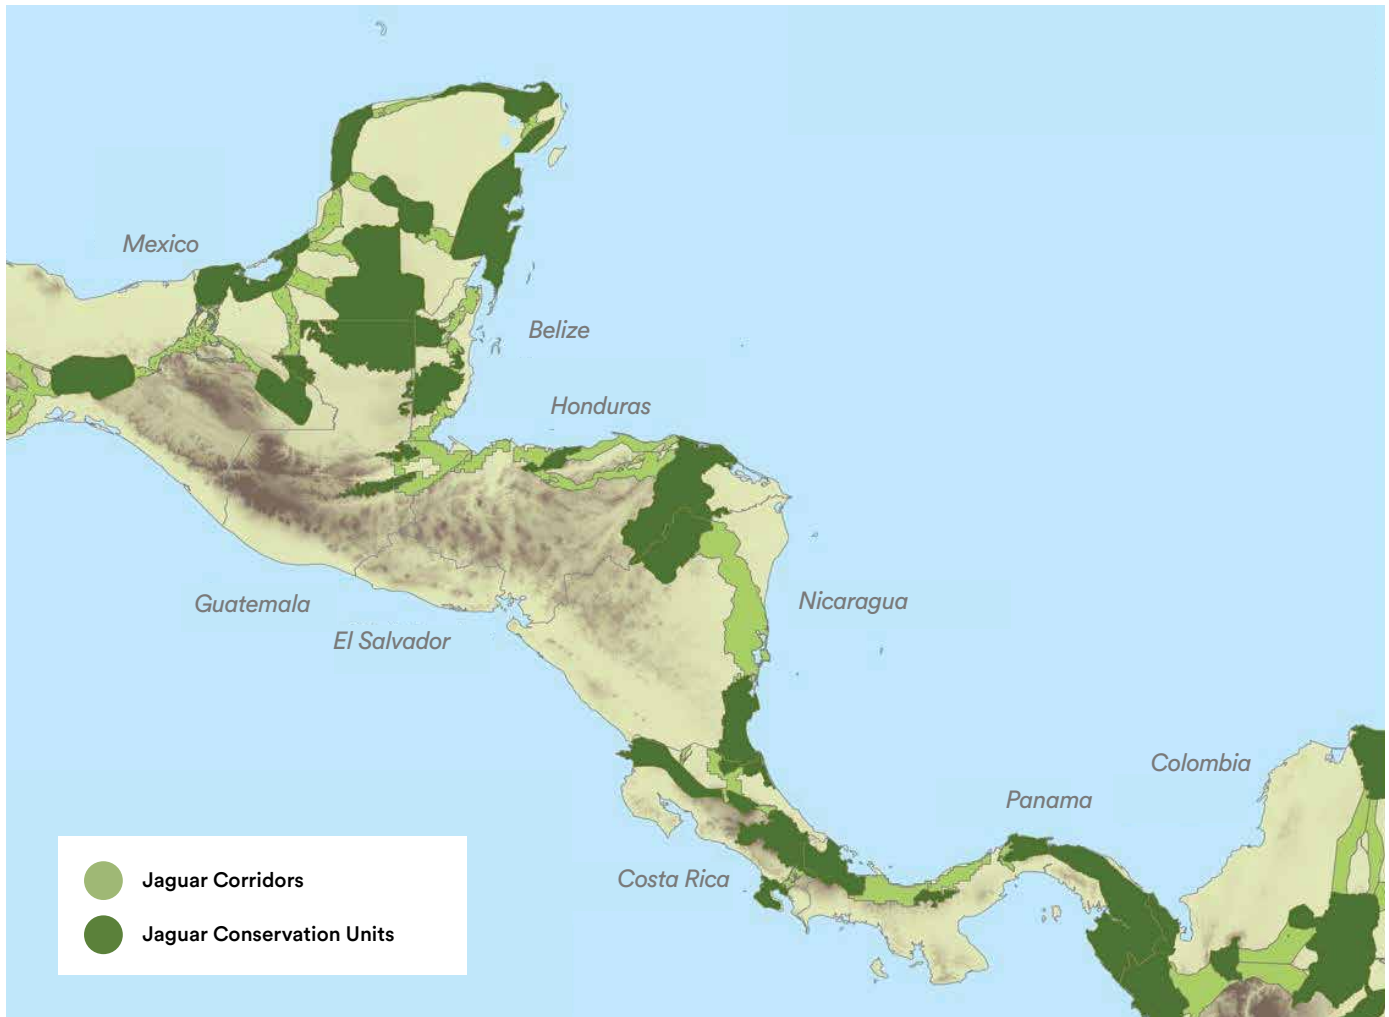 Mexico
Belize
Honduras
Guatemala
Nicaragua
El Salvador
Colombia
Panama
Costa Rica
Jaguar Corridors
Jaguar Conservation Units